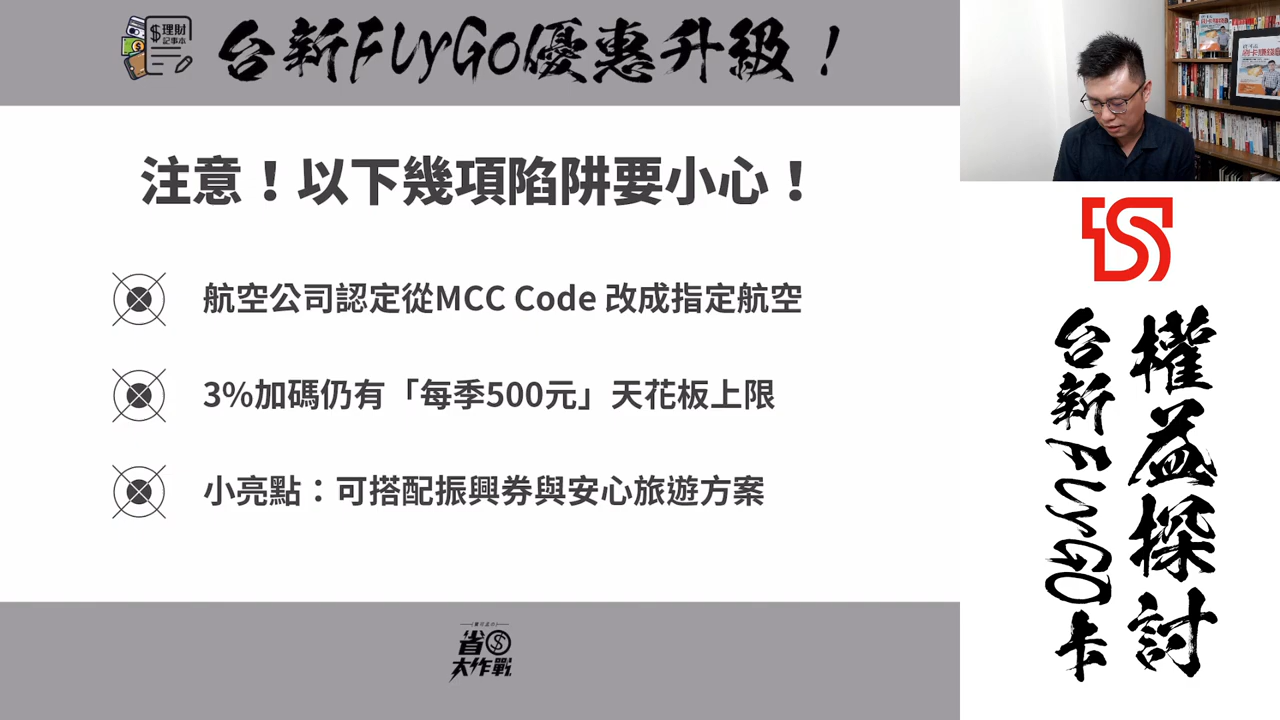 $理財
記事本
台新FlyGo優惠升級！
注意！以下幾項陷阱要小心！
航空公司認定從MCC Code 改成指定航空
3%加碼仍有「每季500元」天花板上限
小亮點：可搭配振興券與安心旅遊方案
省$
大作戰
權益探討
台新FlyGO卡